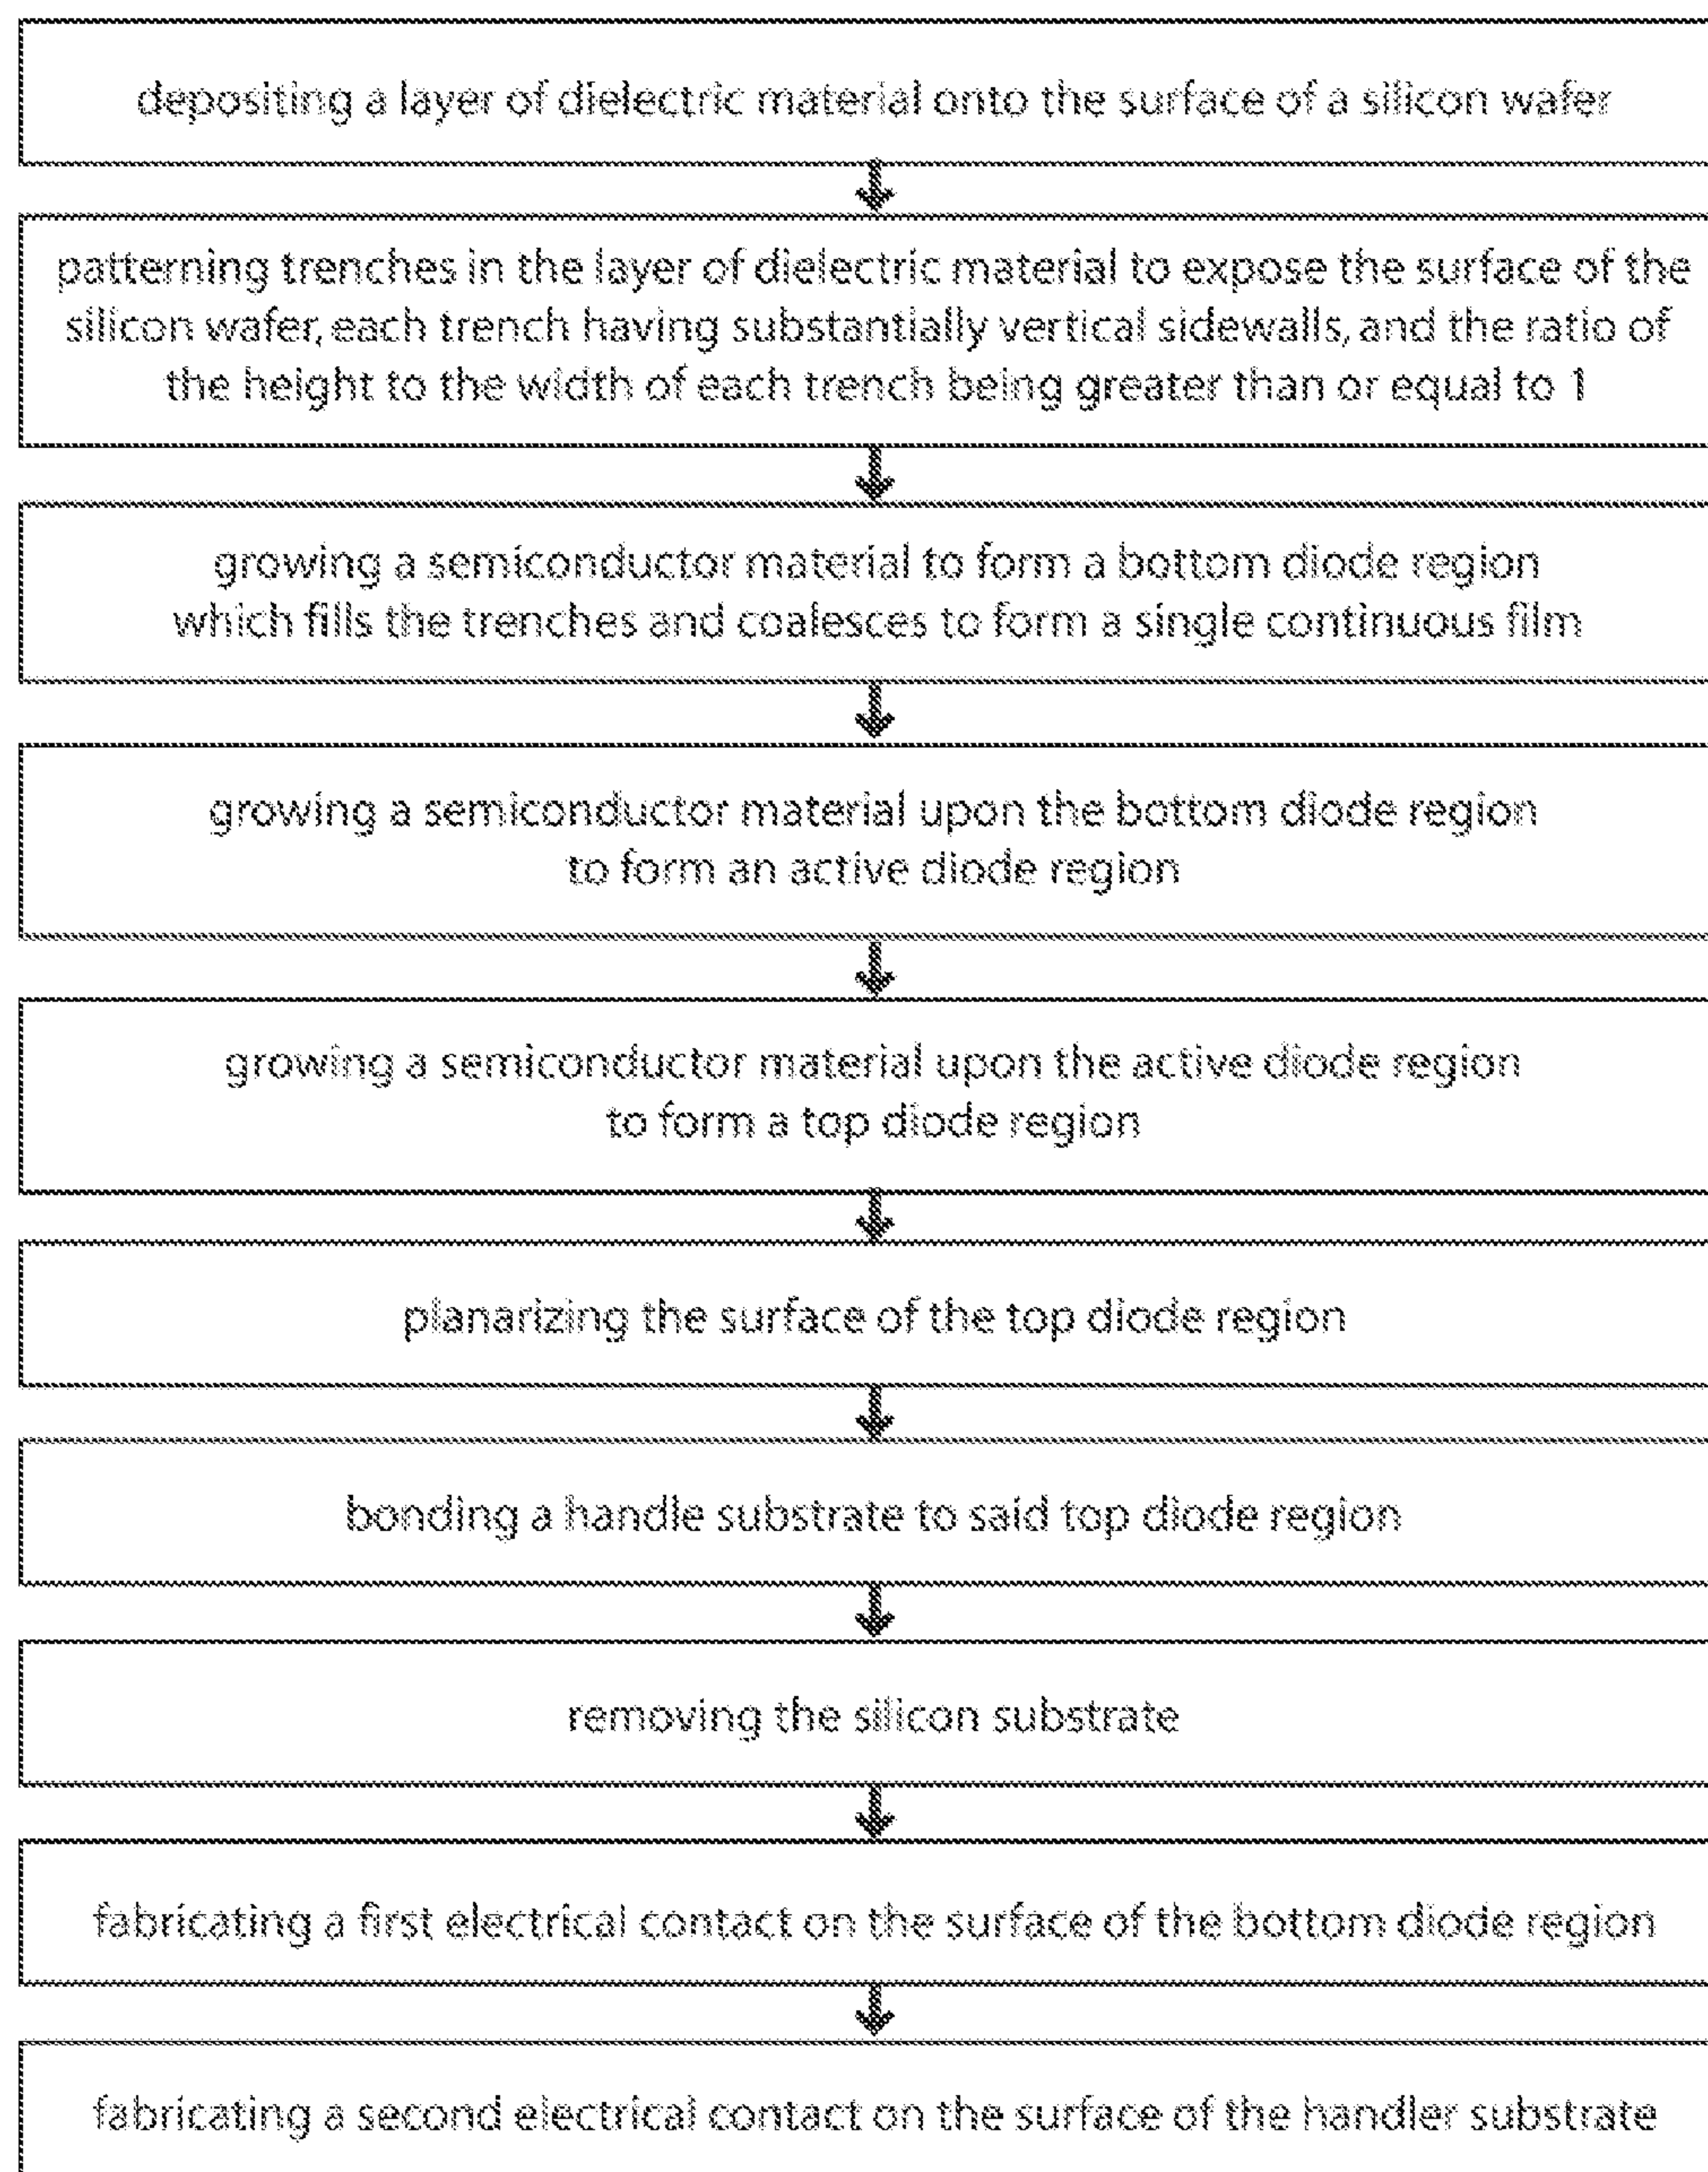 depositing a layer of dielectric material onto the surface of a silicon wafer
patterning trenches in the layer of dielectric material to expose the surface of the
silicon wafer, each trench having substantially vertical sidewalls, and the ratio of
the height to the width of each trench being greater than or equal to 1
growing a semiconductor material to form a bottom diode region
which fills the trenches and coalesces to form a single continuous film
growing a semiconductor material upon the bottom diode region
to form an active diode region
growing a semiconductor material upon the active diode region
to form a top diode region
planarizing the surface of the top diode region
bonding a handle substrate to said top diode region
removing the silicon substrate
fabricating a first electrical contact on the surface of the bottom diode region
fabricating a second electrical contact on the surface of the handler substrate